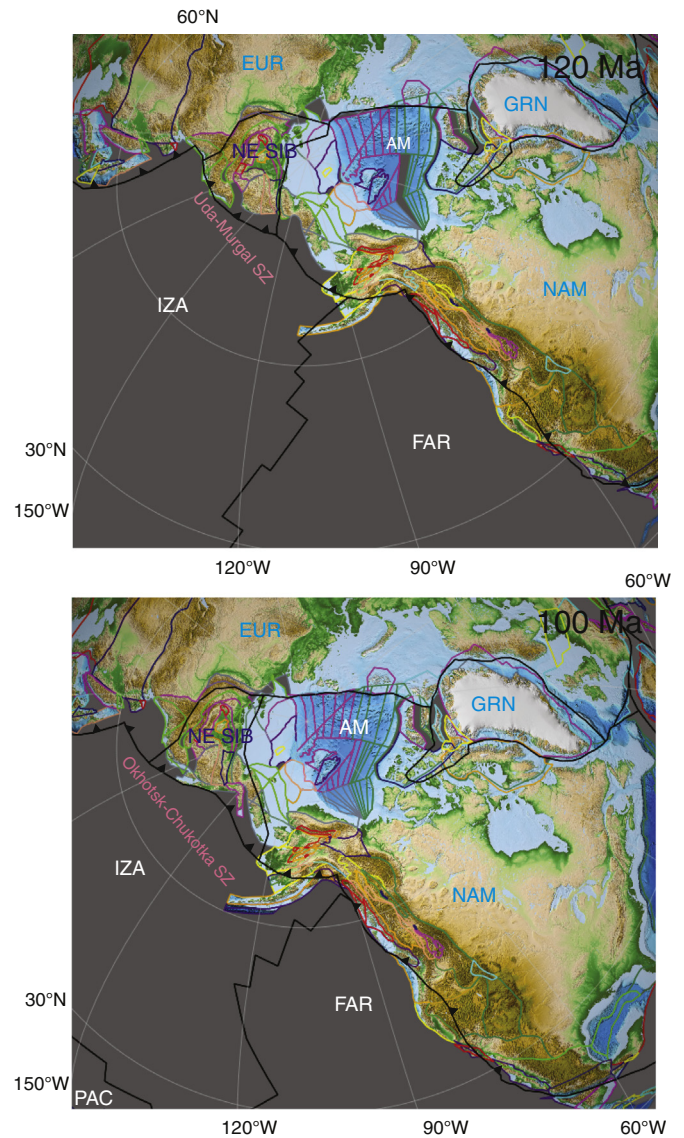 60°N
EUR
120 Ma
GRN
AM
NE SIB
Uda-Murgal SZ
IZA
NAM
FAR
30°N
150°W
120°W
90°W
60°W
100 Ma
EUR
GRN
AM
NE SIB
Okhotsk-Chukotka SZ
IZA
NAM
FAR
30°N
150°W
PAC
120°W
90°W
60°W